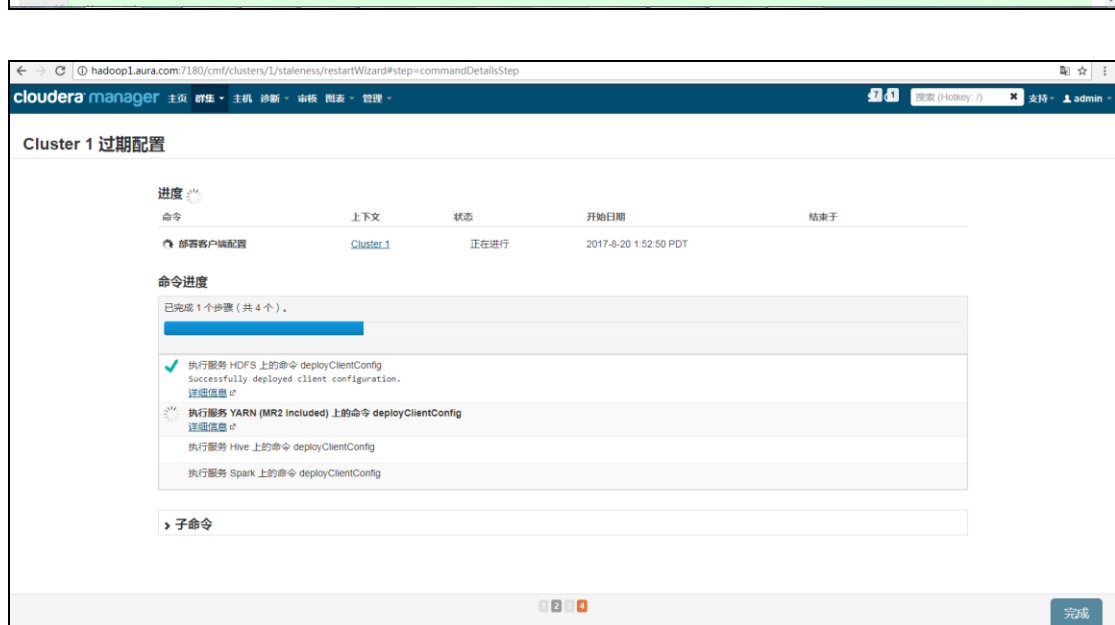 hadoop1.aura.com:7180/cmf/clusters/1/staleness/restartWizard#step=commandDetailsStep
cloudera manager 主页 群集 主机 诊断 审核 图表 管理 7 1 搜索 (Hotkey: /) 支持 admin
Cluster 1 过期配置
进度
命令 上下文 状态 开始日期 结束于
部署客户端配置 Cluster 1 正在进行 2017-8-20 1:52:50 PDT
命令进度
已完成 1 个步骤 ( 共 4 个 ) 。
执行服务 HDFS 上的命令 deployClientConfig
Successfully deployed client configuration.
详细信息
执行服务 YARN (MR2 Included) 上的命令 deployClientConfig
详细信息
执行服务 Hive 上的命令 deployClientConfig
执行服务 Spark 上的命令 deployClientConfig
子命令
1 2 3 4
完成